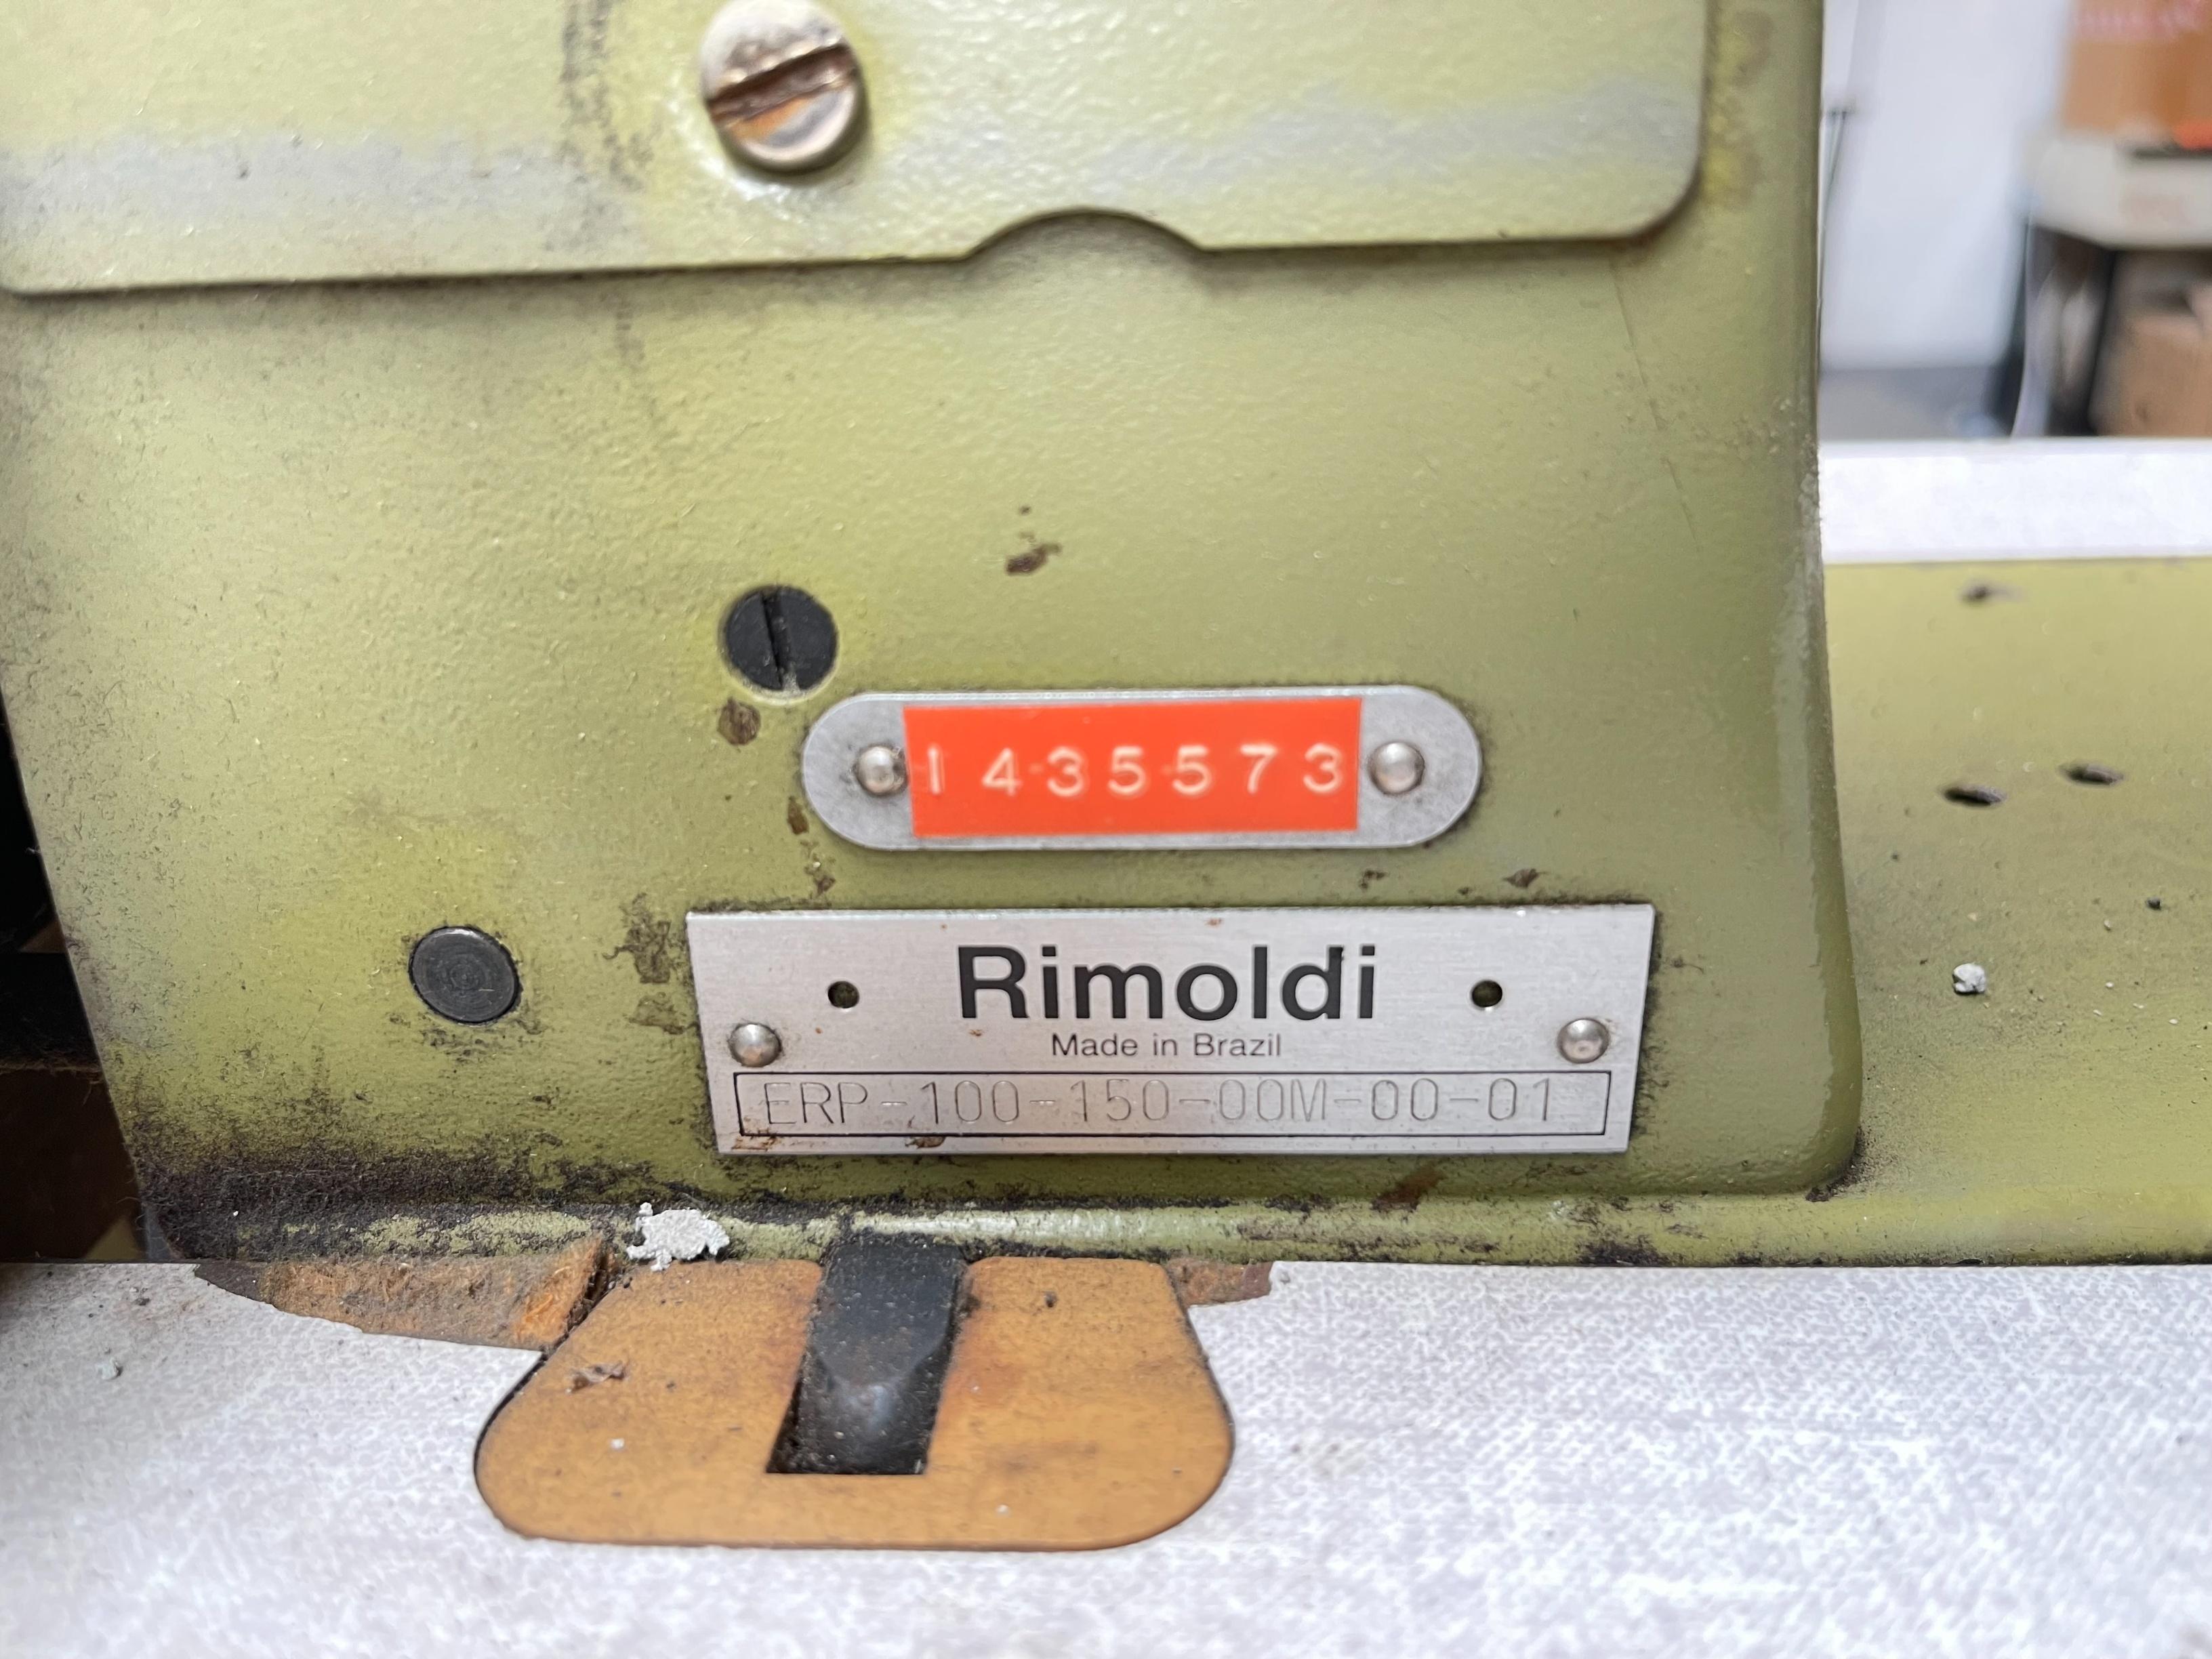 1435573
Rimoldi
Made in Brazil
ERP-100-150-00M-00-01